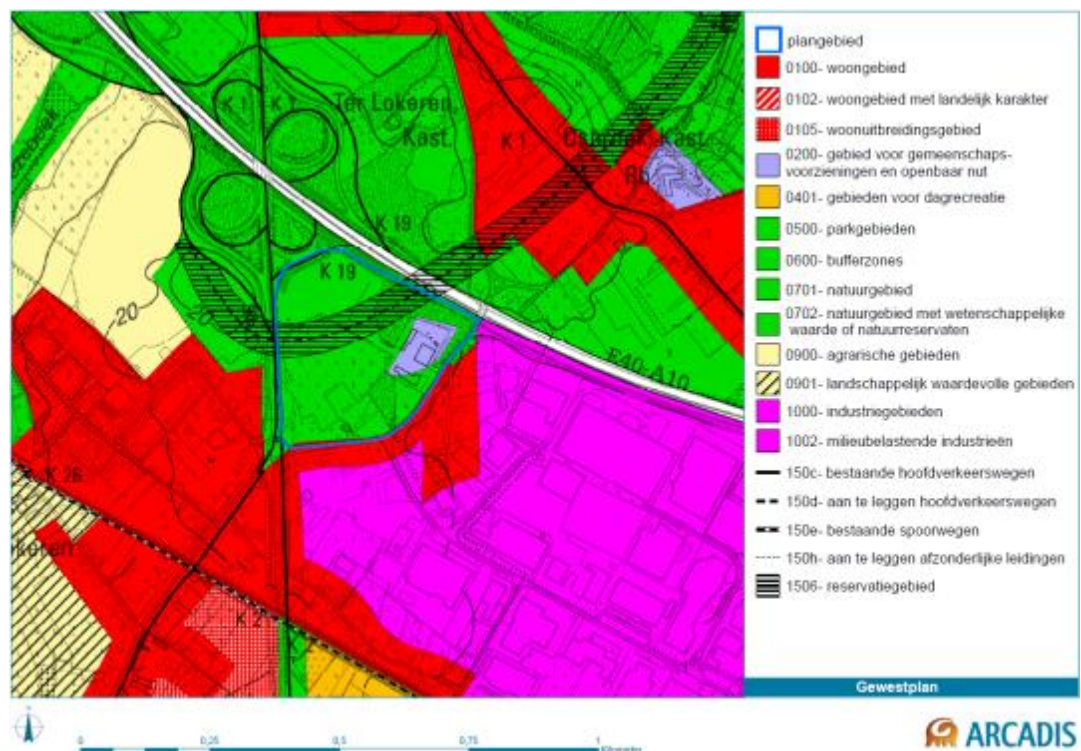 K 1
K 1
Ter Lokeren
Kast.
K 1
Kast.
K 19
K 19
20
20
E40-A10
K 26
K 2
plangebied
0100- woongebied
0102- woongebied met landelijk karakter
0105- woonuitbreidingsgebied
0200- gebied voor gemeenschaps-
voorzieningen en openbaar nut
0401- gebieden voor dagrecreatie
0500- parkgebieden
0600- bufferzones
0701- natuurgebied
0702- natuurgebied met wetenschappelijke
waarde of natuurreservaten
0900- agrarische gebieden
0901- landschappelijk waardevolle gebieden
1000- industriegebieden
1002- milieubelastende industrieën
150c- bestaande hoofdverkeerswegen
150d- aan te leggen hoofdverkeerswegen
150e- bestaande spoorwegen
150h- aan te leggen afzonderlijke leidingen
1506- reservatiegebied
Gewestplan
0 0,25 0,5 0,75 1
Kilometer
ARCADIS